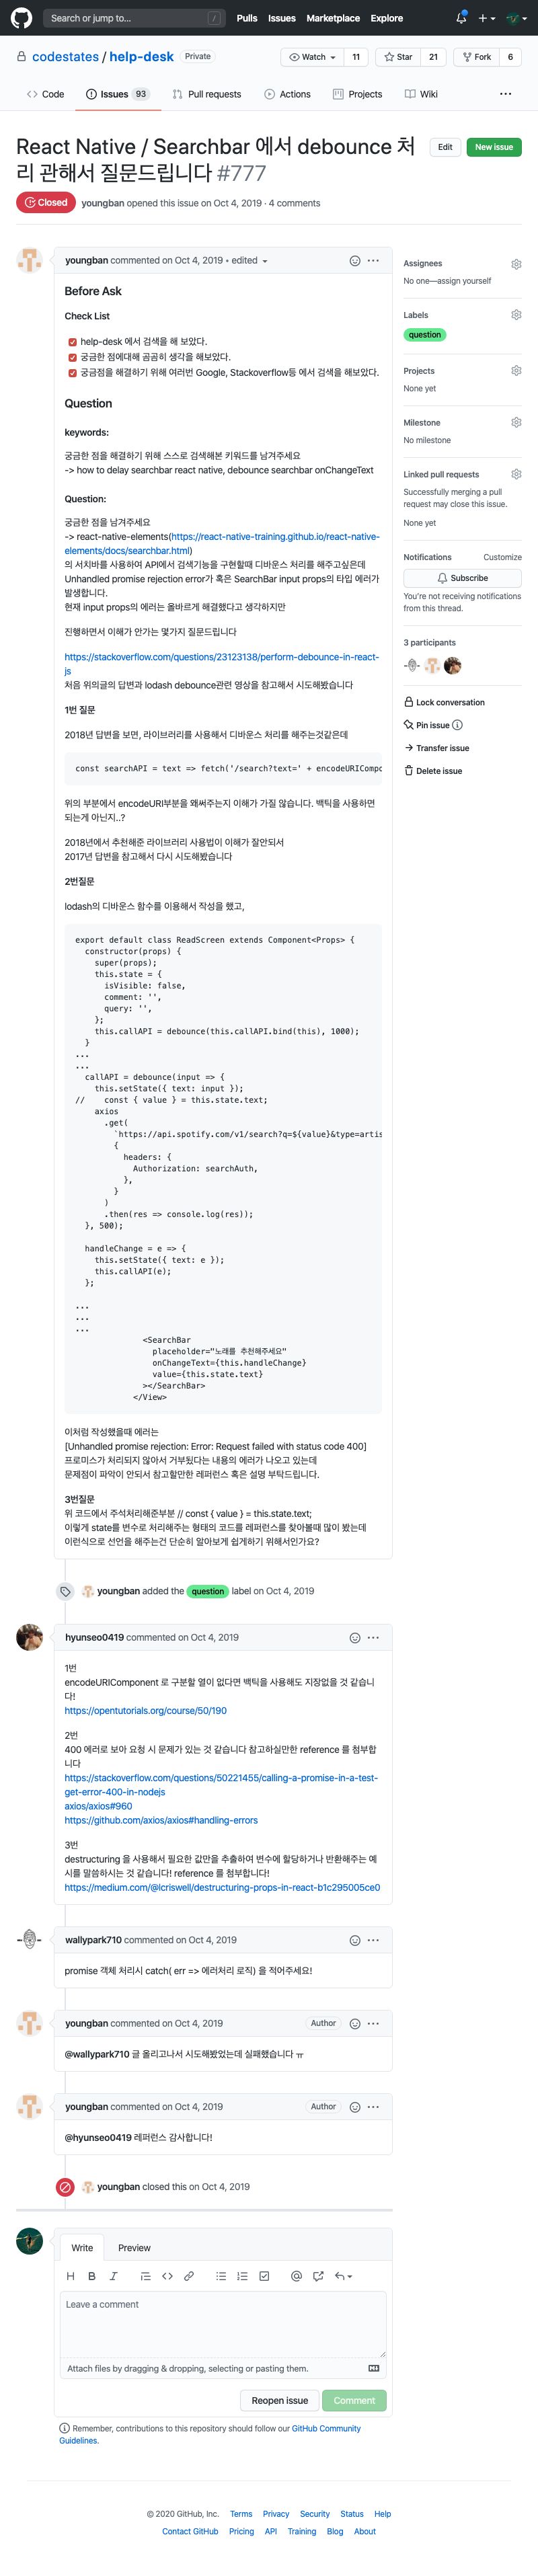 Search or jump to...
/
Pulls Issues Marketplace Explore
codestates / help-desk Private
Watch 11 Star 21 Fork 6
Code Issues 93 Pull requests Actions Projects Wiki
React Native / Searchbar 에서 debounce 처
리 관해서 질문드립니다 #777
Edit New issue
Closed youngban opened this issue on Oct 4, 2019 · 4 comments
youngban commented on Oct 4, 2019 • edited
Before Ask
Check List
help-desk 에서 검색을 해 보았다.
궁금한 점에대해 곰곰히 생각을 해보았다.
궁금점을 해결하기 위해 여러번 Google, Stackoverflow등 에서 검색을 해보았다.
Question
keywords:
궁금한 점을 해결하기 위해 스스로 검색해본 키워드를 남겨주세요
-> how to delay searchbar react native, debounce searchbar onChangeText
Question:
궁금한 점을 남겨주세요
-> react-native-elements(https://react-native-training.github.io/react-native-
elements/docs/searchbar.html)
의 서치바를 사용하여 API에서 검색기능을 구현할때 디바운스 처리를 해주고싶은데
Unhandled promise rejection error가 혹은 SearchBar input props의 타입 에러가
발생합니다.
현재 input props의 에러는 올바르게 해결했다고 생각하지만
진행하면서 이해가 안가는 몇가지 질문드립니다
https://stackoverflow.com/questions/23123138/perform-debounce-in-react-
js
처음 위의글의 답변과 lodash debounce관련 영상을 참고해서 시도해봤습니다
1번 질문
2018년 답변을 보면, 라이브러리를 사용해서 디바운스 처리를 해주는것같은데
const searchAPI = text => fetch('/search?text=' + encodeURICompo
위의 부분에서 encodeURI부분을 왜써주는지 이해가 가질 않습니다. 백틱을 사용하면
되는게 아닌지..?
2018년에서 추천해준 라이브러리 사용법이 이해가 잘안되서
2017년 답변을 참고해서 다시 시도해봤습니다
2번질문
lodash의 디바운스 함수를 이용해서 작성을 했고,
export default class ReadScreen extends Component<Props> {
constructor(props) {
super(props);
this.state = {
isVisible: false,
comment: '',
query: '',
};
this.callAPI = debounce(this.callAPI.bind(this), 1000);
}
...
...
callAPI = debounce(input => {
this.setState({ text: input });
// const { value } = this.state.text;
axios
.get(
`https://api.spotify.com/v1/search?q=${value}&type=artis
{
headers: {
Authorization: searchAuth,
},
}
)
.then(res => console.log(res));
}, 500);
handleChange = e => {
this.setState({ text: e });
this.callAPI(e);
};
...
...
...
<SearchBar
placeholder="노래를 추천해주세요"
onChangeText={this.handleChange}
value={this.state.text}
></SearchBar>
</View>
이처럼 작성했을때 에러는
[Unhandled promise rejection: Error: Request failed with status code 400]
프로미스가 처리되지 않아서 거부됬다는 내용의 에러가 나오고 있는데
문제점이 파악이 안되서 참고할만한 레퍼런스 혹은 설명 부탁드립니다.
3번질문
위 코드에서 주석처리해준부분 // const { value } = this.state.text;
이렇게 state를 변수로 처리해주는 형태의 코드를 레퍼런스를 찾아볼때 많이 봤는데
이런식으로 선언을 해주는건 단순히 알아보게 쉽게하기 위해서인가요?
youngban added the question label on Oct 4, 2019
hyunseo0419 commented on Oct 4, 2019
1번
encodeURIComponent 로 구분할 열이 없다면 백틱을 사용해도 지장없을 것 같습니
다!
https://opentutorials.org/course/50/190
2번
400 에러로 보아 요청 시 문제가 있는 것 같습니다 참고하실만한 reference 를 첨부합
니다
https://stackoverflow.com/questions/50221455/calling-a-promise-in-a-test-
get-error-400-in-nodejs
axios/axios#960
https://github.com/axios/axios#handling-errors
3번
destructuring 을 사용해서 필요한 값만을 추출하여 변수에 할당하거나 반환해주는 예
시를 말씀하시는 것 같습니다! reference 를 첨부합니다!
https://medium.com/@lcriswell/destructuring-props-in-react-b1c295005ce0
wallypark710 commented on Oct 4, 2019
promise 객체 처리시 catch( err => 에러처리 로직) 을 적어주세요!
youngban commented on Oct 4, 2019 Author
@wallypark710 글 올리고나서 시도해봤었는데 실패했습니다 ㅠ
youngban commented on Oct 4, 2019 Author
@hyunseo0419 레퍼런스 감사합니다!
youngban closed this on Oct 4, 2019
Write Preview
Leave a comment
Attach files by dragging & dropping, selecting or pasting them.
Reopen issue Comment
Remember, contributions to this repository should follow our GitHub Community
Guidelines.
Assignees
No one—assign yourself
Labels
question
Projects
None yet
Milestone
No milestone
Linked pull requests
Successfully merging a pull
request may close this issue.
None yet
Notifications Customize
Subscribe
You're not receiving notifications
from this thread.
3 participants
Lock conversation
Pin issue
Transfer issue
Delete issue
© 2020 GitHub, Inc. Terms Privacy Security Status Help
Contact GitHub Pricing API Training Blog About